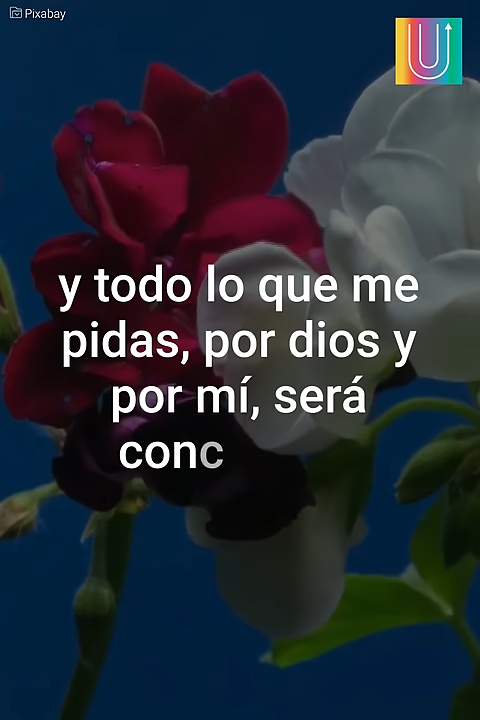 Pixabay
U
y todo lo que me
pidas, por dios y
por mí, será
conc